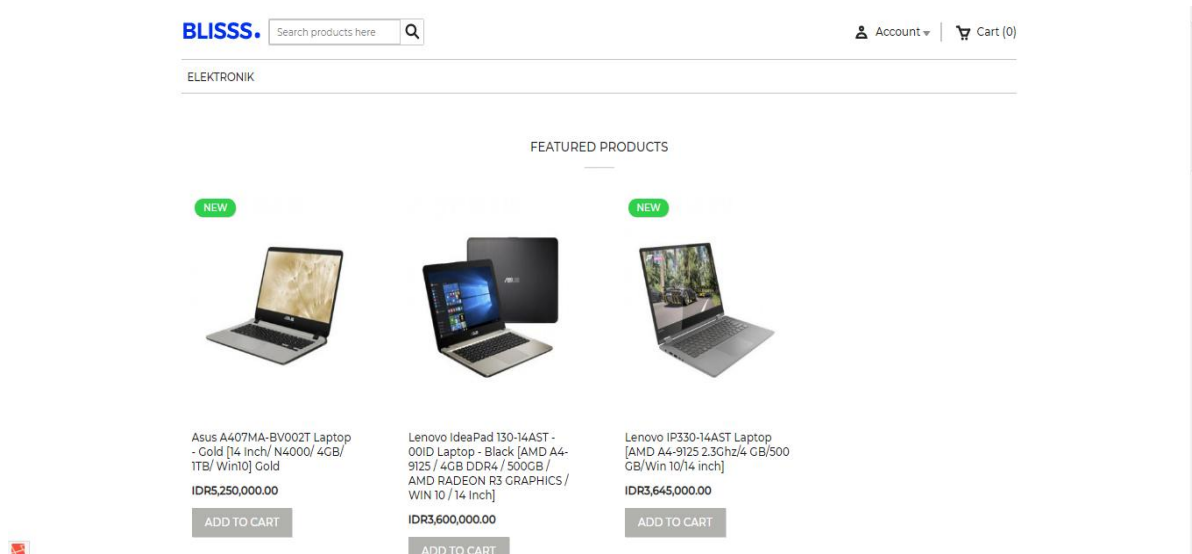 BLISSS.
Search products here
Account
Cart (0)
ELEKTRONIK
FEATURED PRODUCTS
NEW
NEW
Asus A407MA-BV002T Laptop
- Gold [14 Inch/ N4000/ 4GB/
1TB/ Win10] Gold
IDR5,250,000.00
ADD TO CART
Lenovo IdeaPad 130-14AST -
00ID Laptop - Black [AMD A4-
9125 / 4GB DDR4 / 500GB /
AMD RADEON R3 GRAPHICS /
WIN 10 / 14 Inch]
IDR3,600,000.00
ADD TO CART
Lenovo IP330-14AST Laptop
[AMD A4-9125 2.3Ghz/4 GB/500
GB/Win 10/14 inch]
IDR3,645,000.00
ADD TO CART